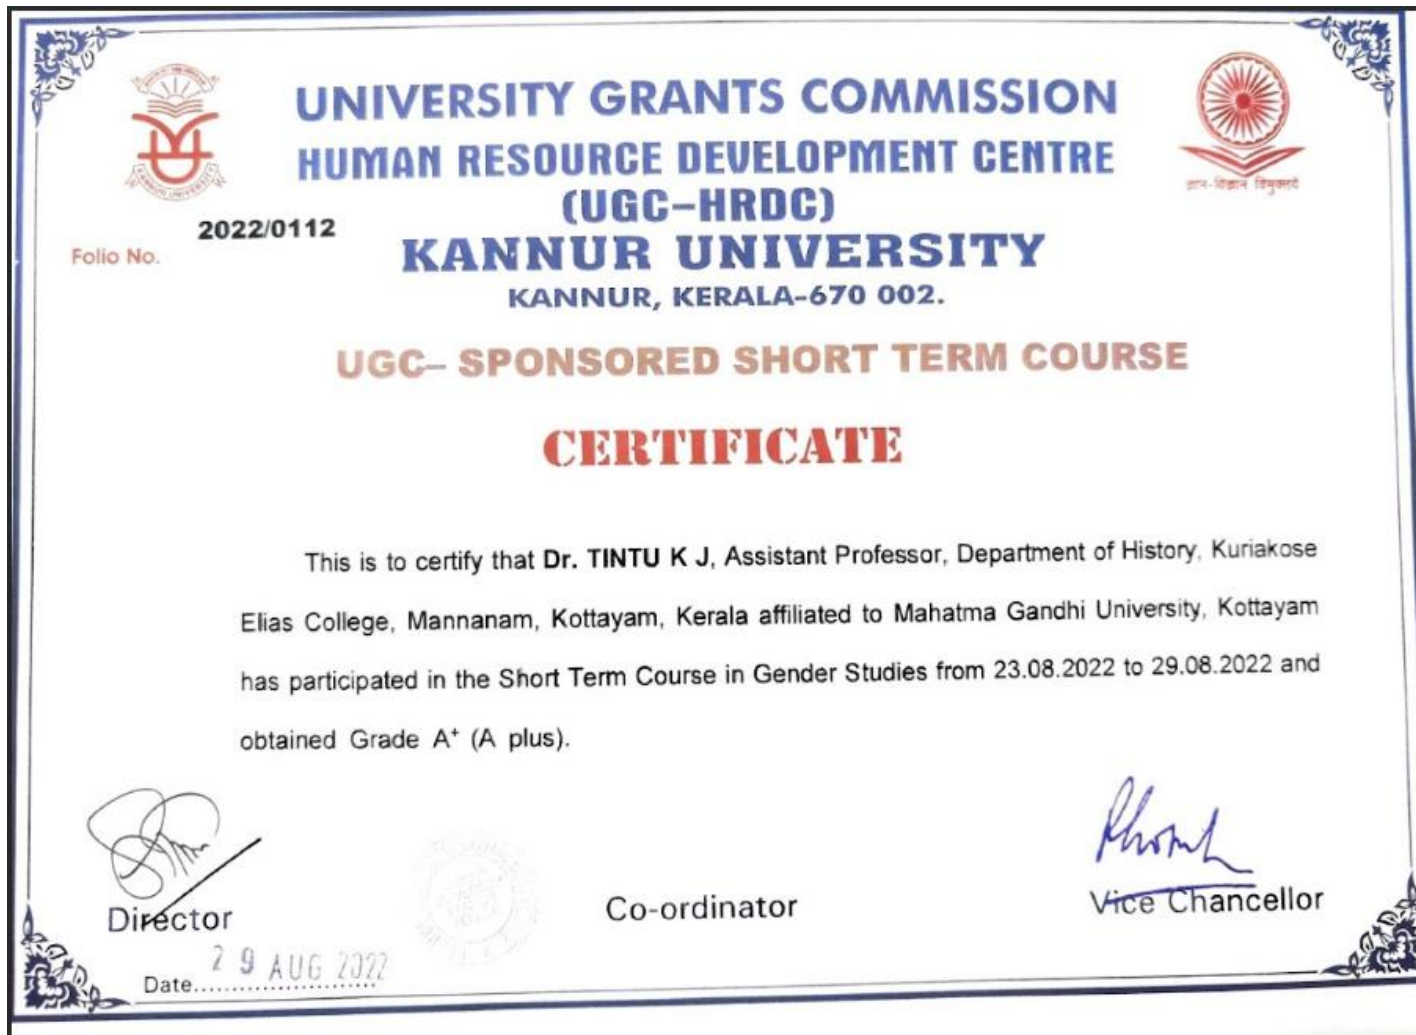 UNIVERSITY GRANTS COMMISSION
HUMAN RESOURCE DEVELOPMENT CENTRE
(UGC–HRDC)
KANNUR UNIVERSITY
KANNUR, KERALA-670 002.
KANNUR UNIVERSITY
ज्ञान-विज्ञान विमुक्तये
2022/0112
Folio No.
UGC– SPONSORED SHORT TERM COURSE
CERTIFICATE
This is to certify that Dr. TINTU K J, Assistant Professor, Department of History, Kuriakose
Elias College, Mannanam, Kottayam, Kerala affiliated to Mahatma Gandhi University, Kottayam
has participated in the Short Term Course in Gender Studies from 23.08.2022 to 29.08.2022 and
obtained Grade A⁺ (A plus).
Director
Co-ordinator
Vice Chancellor
Date......................
29 AUG 2022